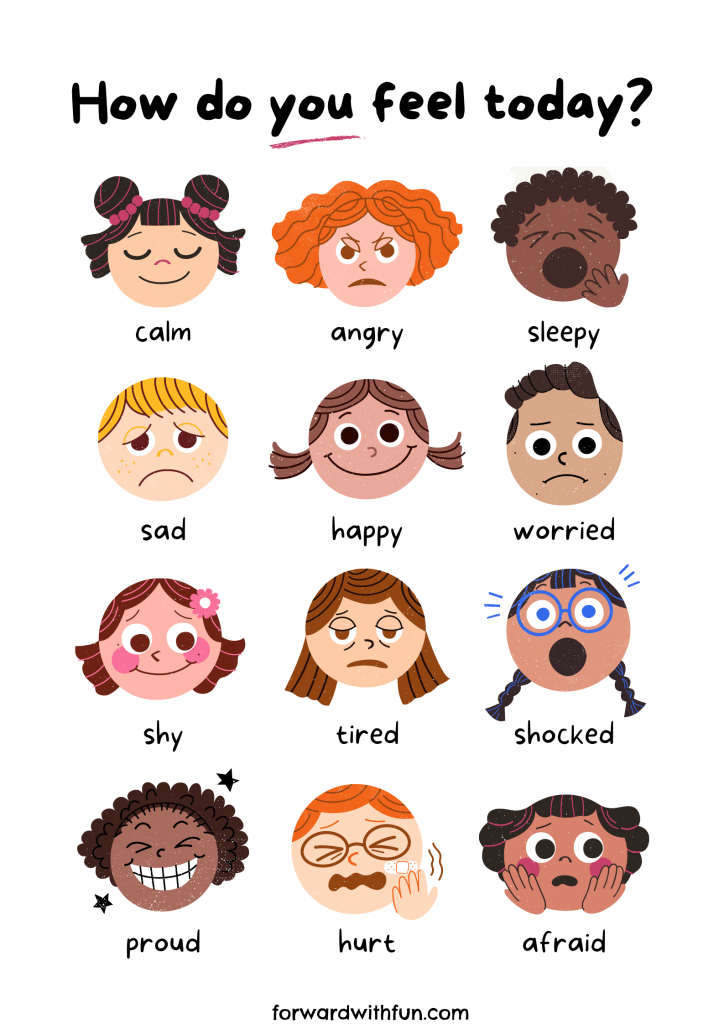 How do you feel today?
calm angry sleepy
sad happy worried
shy tired shocked
proud hurt afraid
forwardwithfun.com